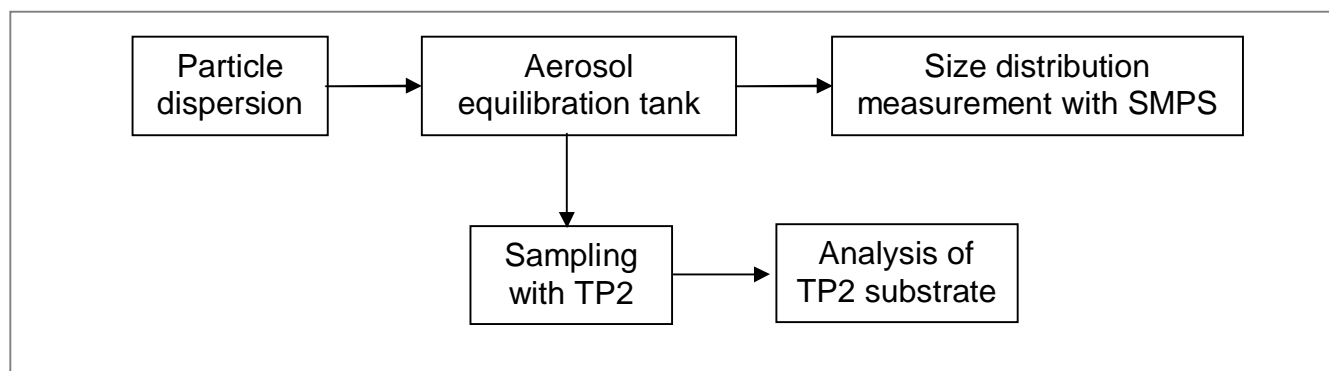 Particle
dispersion
Aerosol
equilibration tank
Size distribution
measurement with SMPS
Sampling
with TP2
Analysis of
TP2 substrate